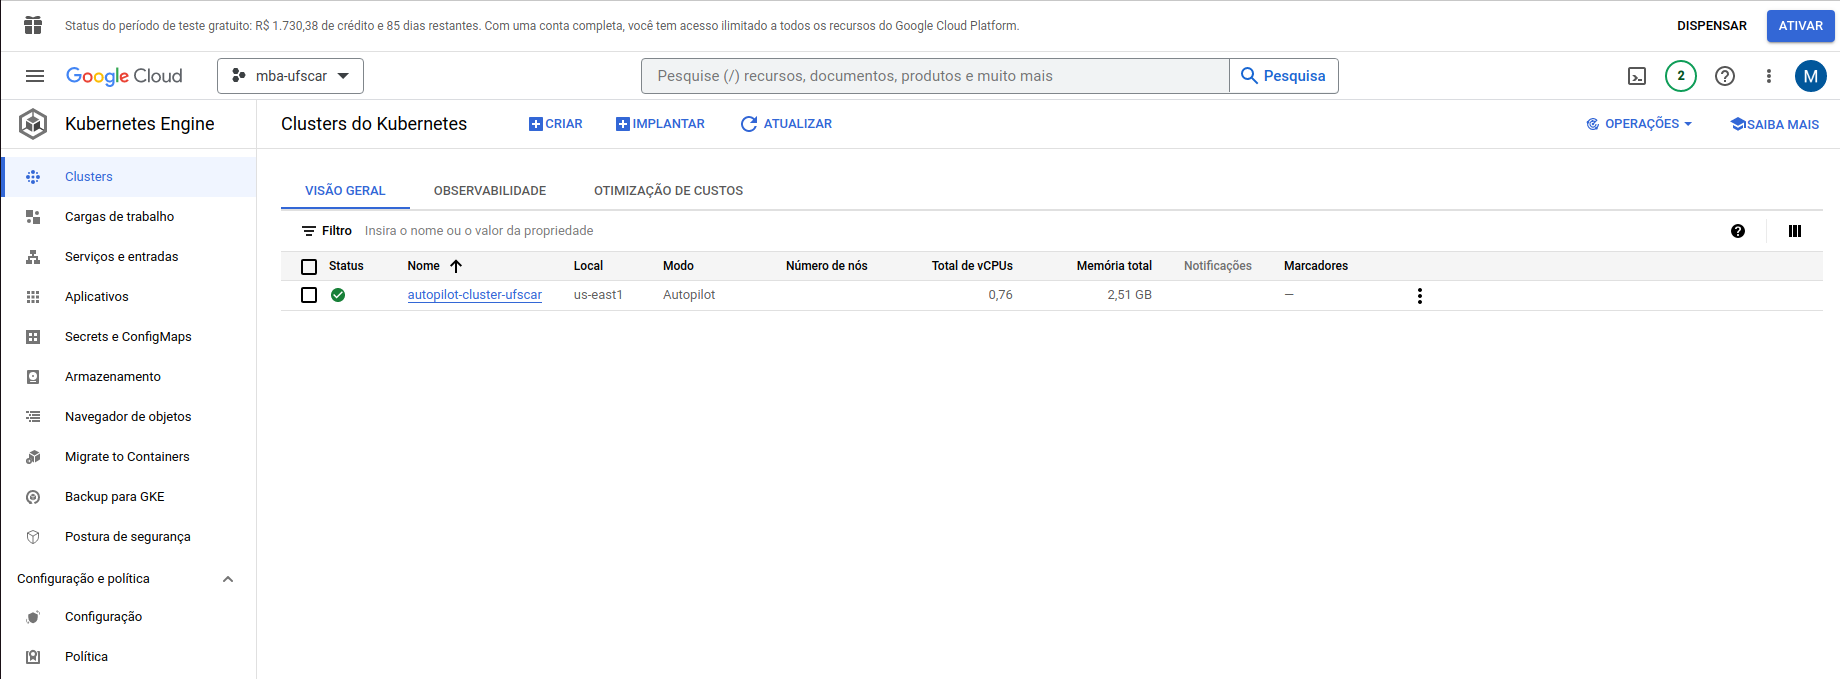 Status do período de teste gratuito: R$ 1.730,38 de crédito e 85 dias restantes. Com uma conta completa, você tem acesso ilimitado a todos os recursos do Google Cloud Platform.
DISPENSAR
ATIVAR
Google Cloud
mba-ufscar
Pesquise (/) recursos, documentos, produtos e muito mais
Pesquisa
2
M
Kubernetes Engine
Clusters do Kubernetes
CRIAR
IMPLANTAR
ATUALIZAR
OPERAÇÕES
SAIBA MAIS
Clusters
Cargas de trabalho
Serviços e entradas
Aplicativos
Secrets e ConfigMaps
Armazenamento
Navegador de objetos
Migrate to Containers
Backup para GKE
Postura de segurança
Configuração e política
Configuração
Política
VISÃO GERAL OBSERVABILIDADE OTIMIZAÇÃO DE CUSTOS
Filtro Insira o nome ou o valor da propriedade
Status Nome Local Modo Número de nós Total de vCPUs Memória total Notificações Marcadores
autopilot-cluster-ufscar us-east1 Autopilot 0,76 2,51 GB —